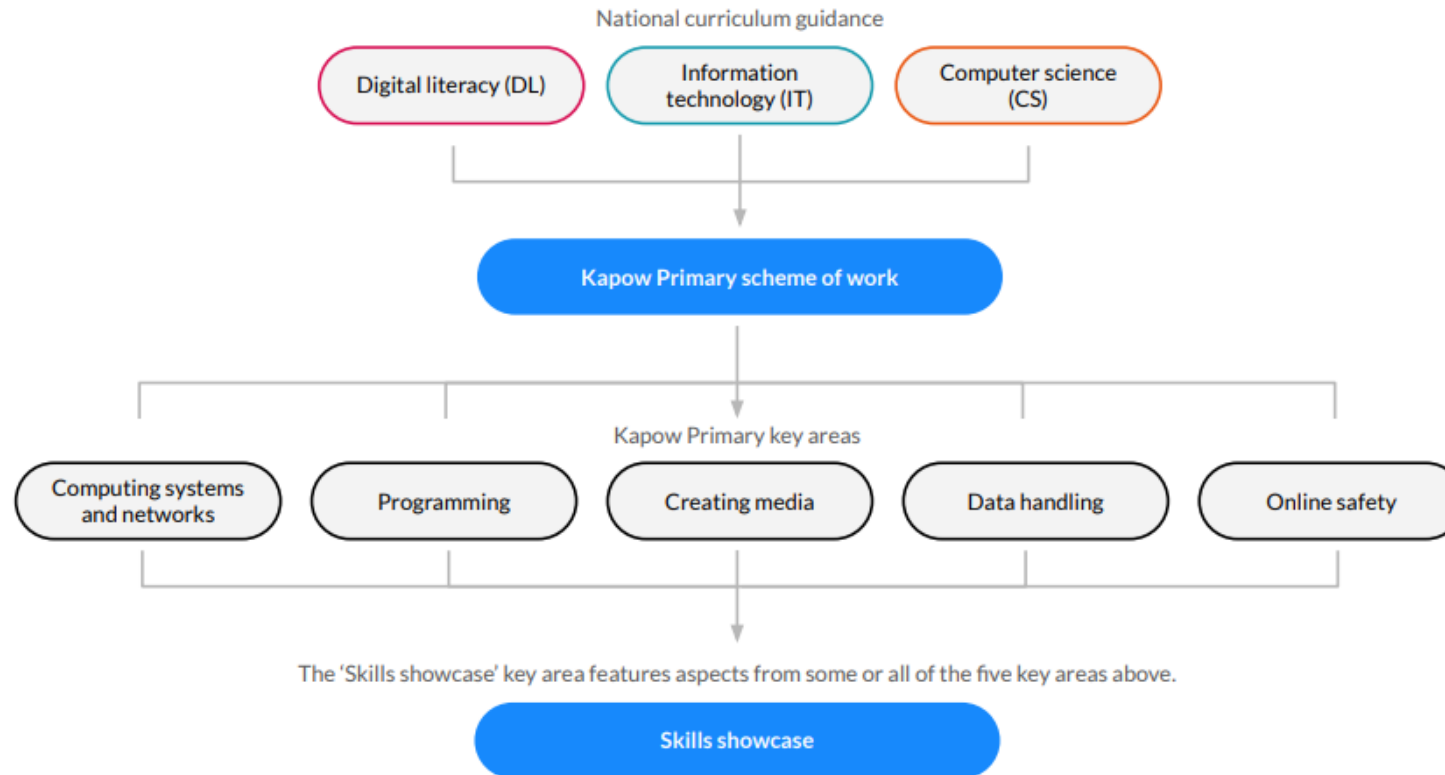 National curriculum guidance
Digital literacy (DL)
Information
technology (IT)
Computer science
(CS)
Kapow Primary scheme of work
Kapow Primary key areas
Computing systems
and networks
Programming
Creating media
Data handling
Online safety
The ‘Skills showcase’ key area features aspects from some or all of the five key areas above.
Skills showcase